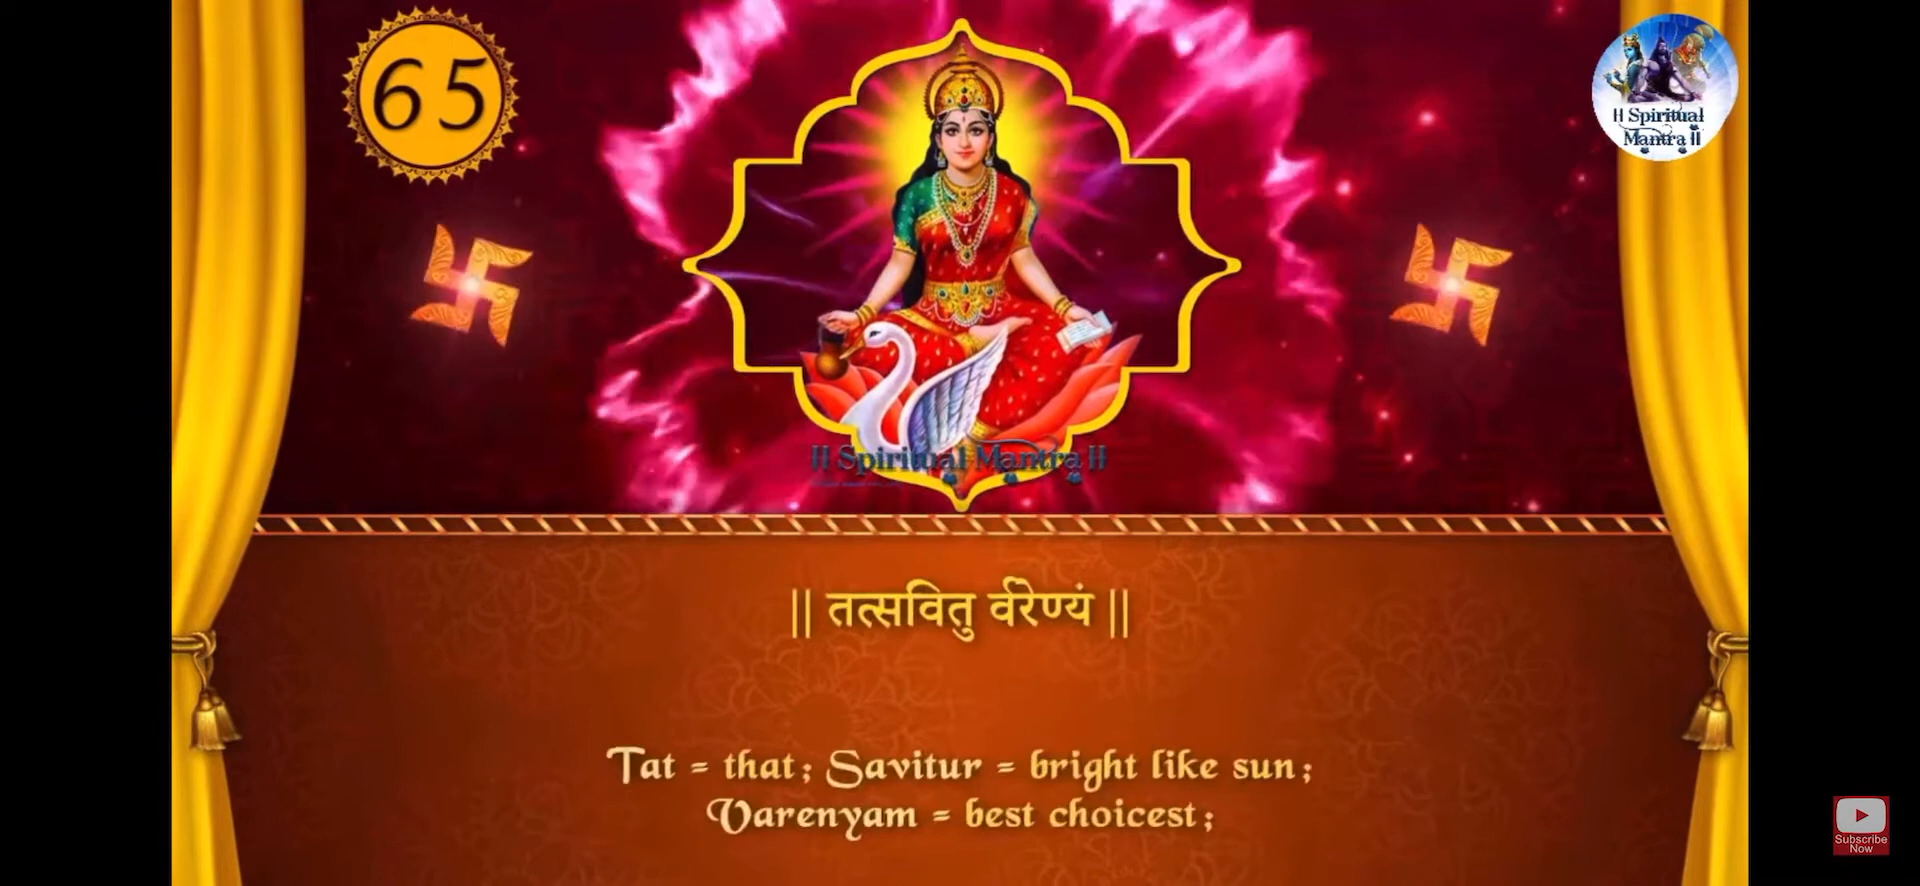 65
|| Spiritual
Mantra ||
|| Spiritual Mantra ||
|| तत्सवितु र्वरेण्यं ||
Tat = that; Savitur = bright like sun;
Varenyam = best choicest;
Subscribe
Now